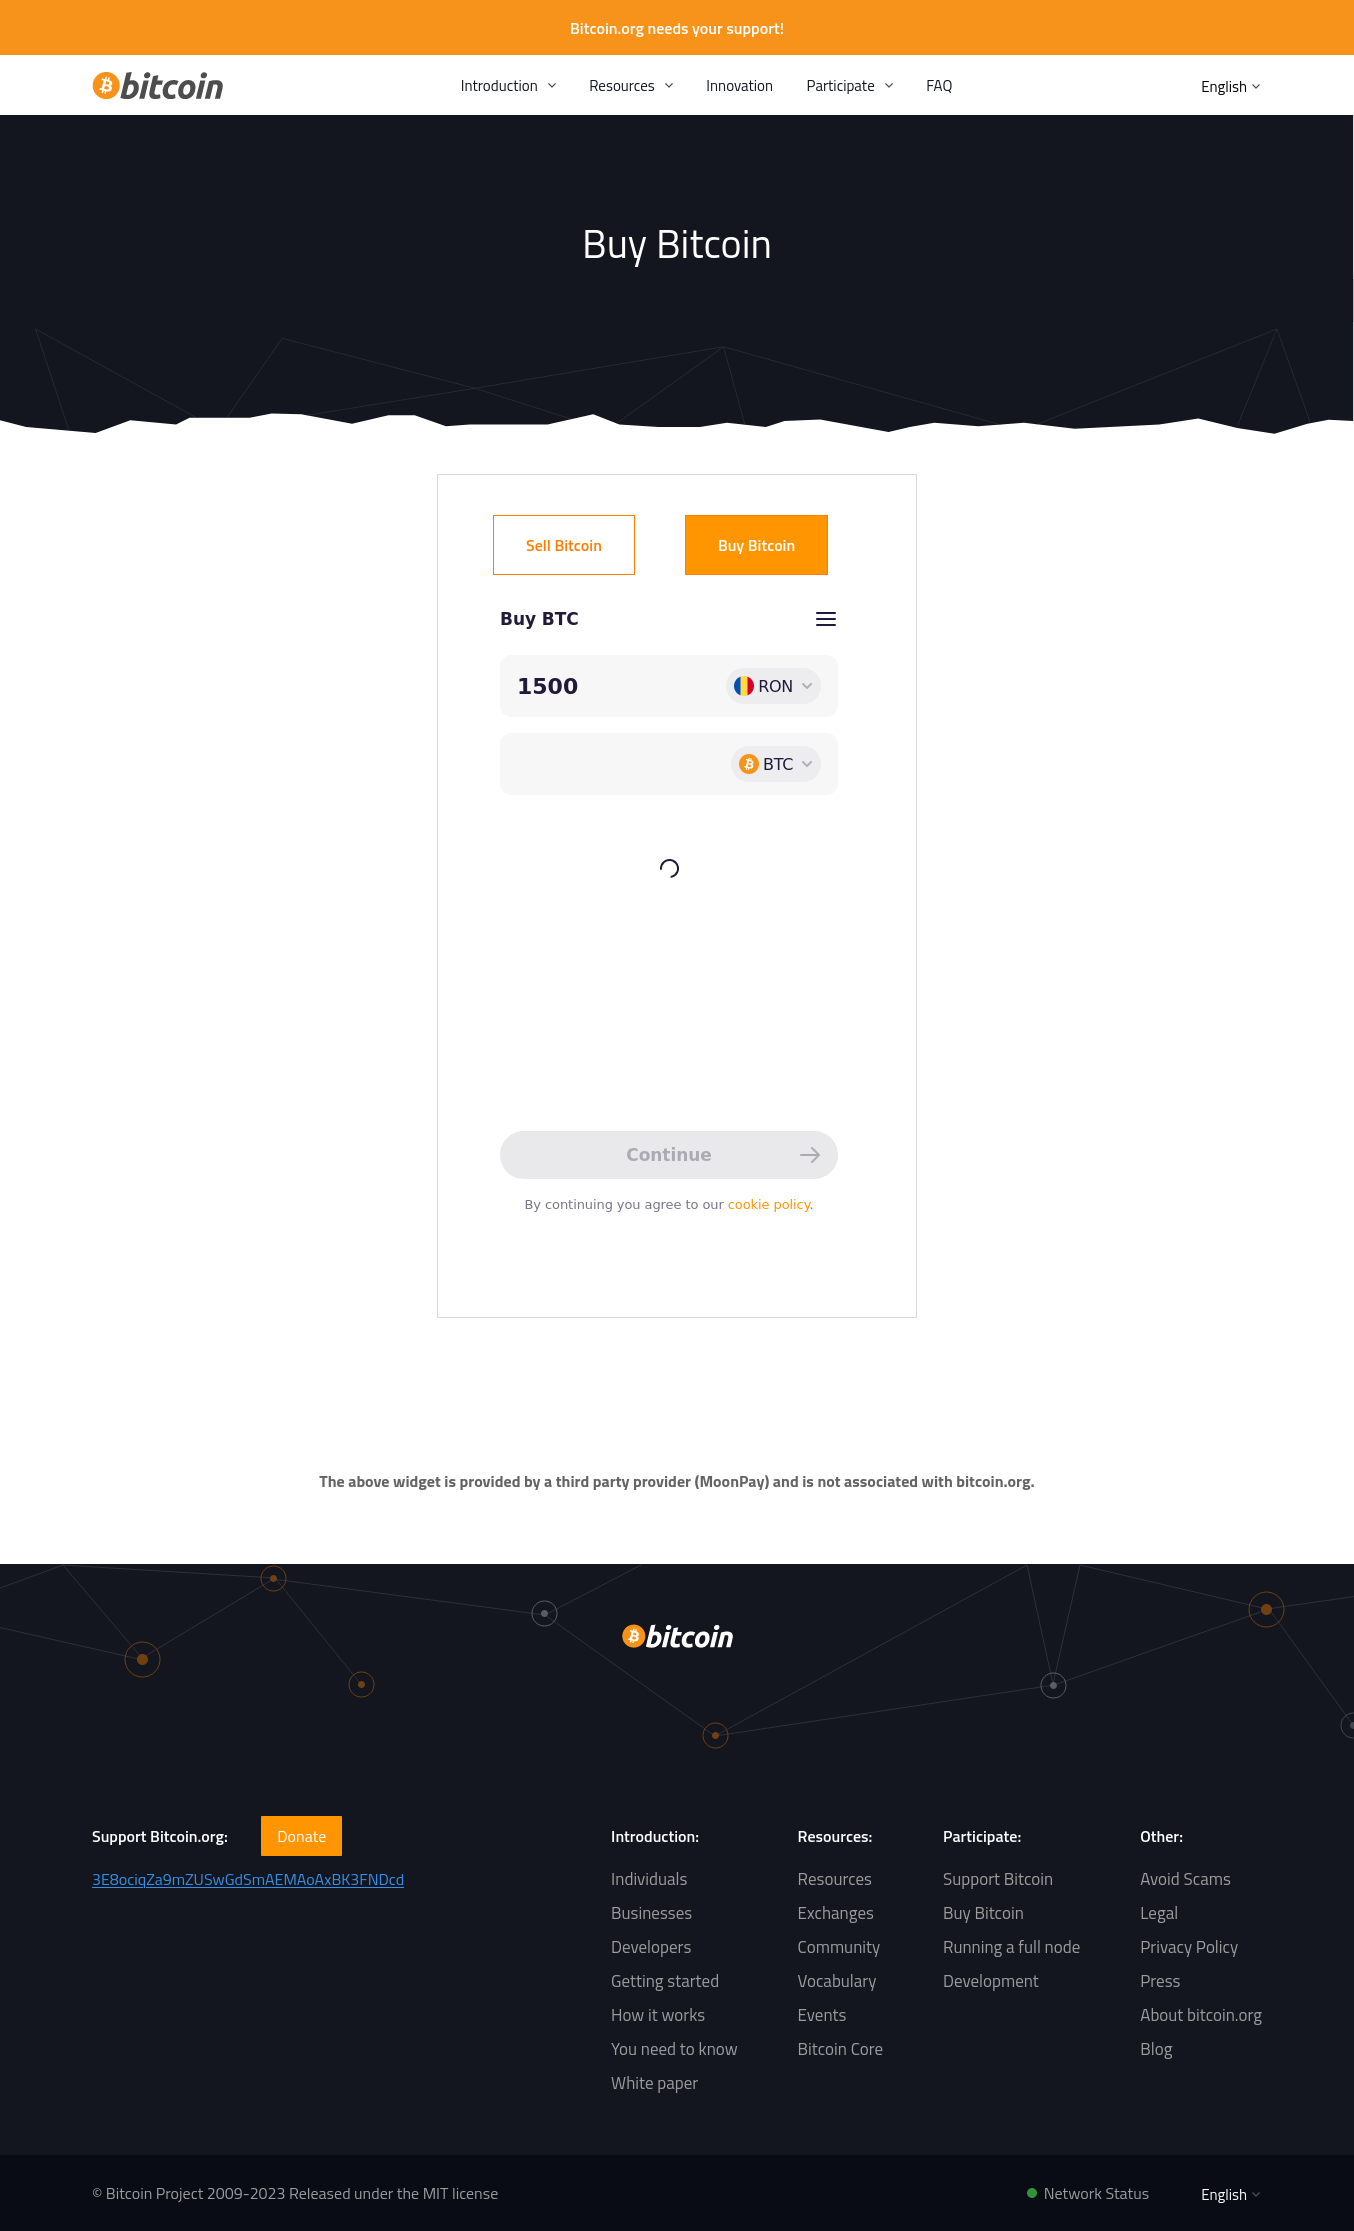 Bitcoin.org needs your support!
bitcoin
Introduction Resources Innovation Participate FAQ
English
Buy Bitcoin
Sell Bitcoin Buy Bitcoin
Buy BTC
1500 RON
BTC
Continue
By continuing you agree to our cookie policy.
The above widget is provided by a third party provider (MoonPay) and is not associated with bitcoin.org.
bitcoin
Support Bitcoin.org: Donate
3E8ociqZa9mZUSwGdSmAEMAoAxBK3FNDcd
Introduction:
Individuals
Businesses
Developers
Getting started
How it works
You need to know
White paper
Resources:
Resources
Exchanges
Community
Vocabulary
Events
Bitcoin Core
Participate:
Support Bitcoin
Buy Bitcoin
Running a full node
Development
Other:
Avoid Scams
Legal
Privacy Policy
Press
About bitcoin.org
Blog
© Bitcoin Project 2009-2023 Released under the MIT license
Network Status
English